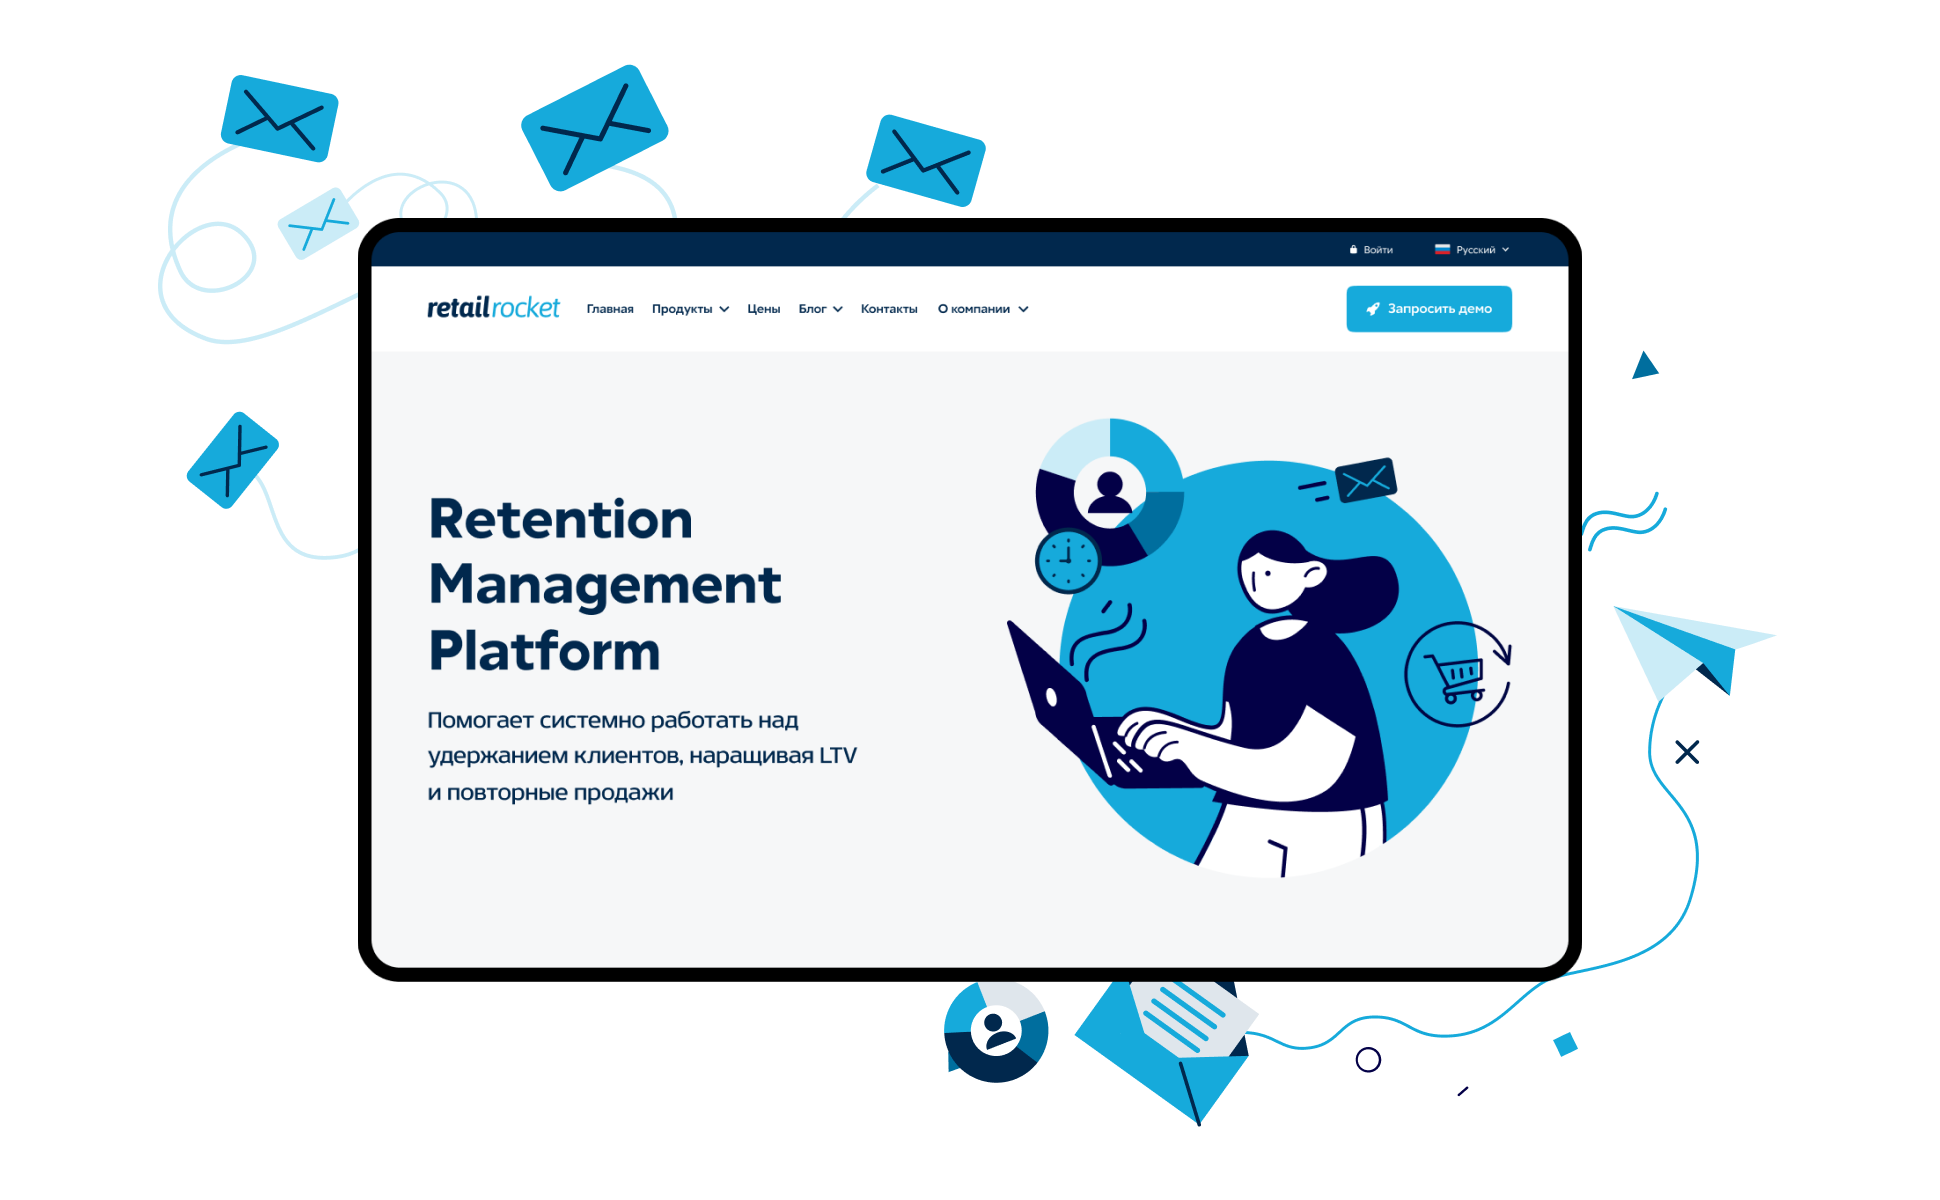 Войти Русский
retailrocket Главная Продукты Цены Блог Контакты О компании Запросить демо
Retention
Management
Platform
Помогает системно работать над
удержанием клиентов, наращивая LTV
и повторные продажи